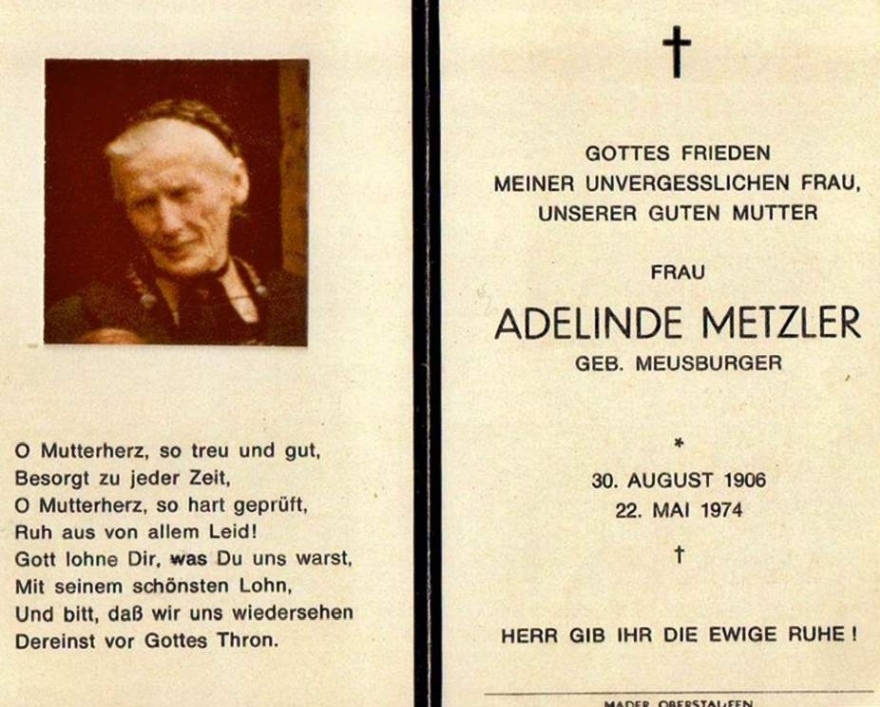 O Mutterherz, so treu und gut,
Besorgt zu jeder Zeit,
O Mutterherz, so hart geprüft,
Ruh aus von allem Leid!
Gott lohne Dir, was Du uns warst,
Mit seinem schönsten Lohn,
Und bitt, daß wir uns wiedersehen
Dereinst vor Gottes Thron.
GOTTES FRIEDEN
MEINER UNVERGESSLICHEN FRAU,
UNSERER GUTEN MUTTER
FRAU
ADELINDE METZLER
GEB. MEUSBURGER
*
30. AUGUST 1906
22. MAI 1974
†
HERR GIB IHR DIE EWIGE RUHE !
MADER OBERSTAUFEN